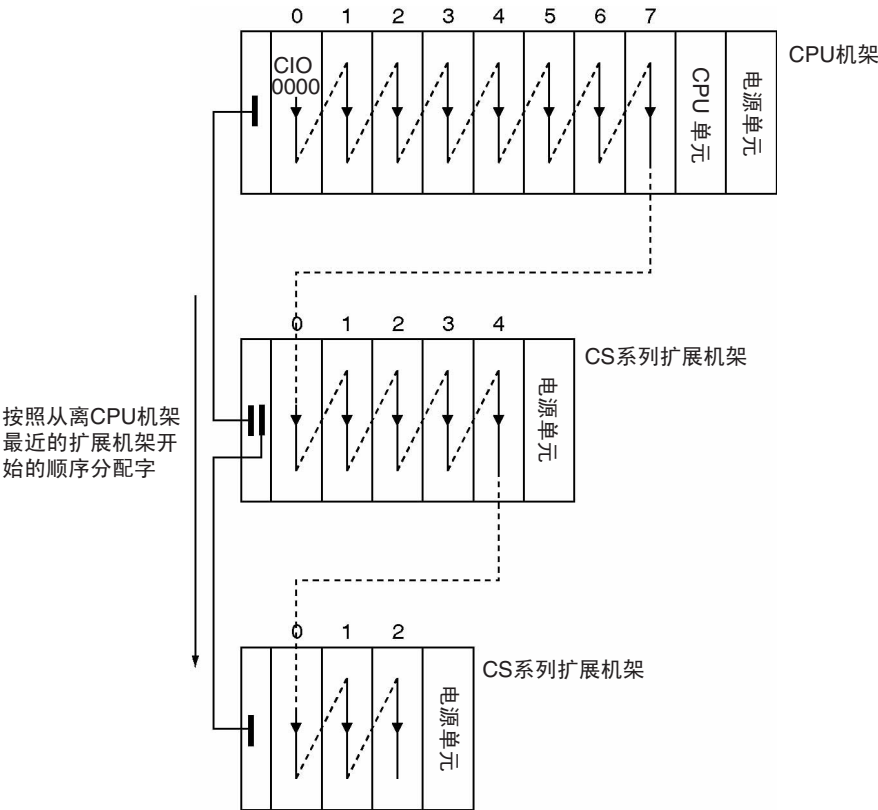 0 1 2 3 4 5 6 7
CPU机架
CIO
0000
CPU 单元
电源单元
0 1 2 3 4
CS系列扩展机架
电源单元
按照从离CPU机架
最近的扩展机架开
始的顺序分配字
0 1 2
CS系列扩展机架
电源单元